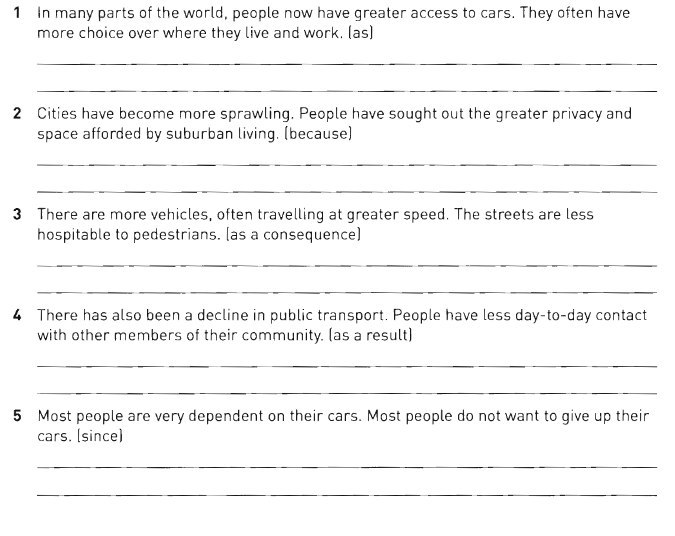 1 In many parts of the world, people now have greater access to cars. They often have
more choice over where they live and work. (as)
2 Cities have become more sprawling. People have sought out the greater privacy and
space afforded by suburban living. (because)
3 There are more vehicles, often travelling at greater speed. The streets are less
hospitable to pedestrians. (as a consequence)
4 There has also been a decline in public transport. People have less day-to-day contact
with other members of their community. (as a result)
5 Most people are very dependent on their cars. Most people do not want to give up their
cars. (since)